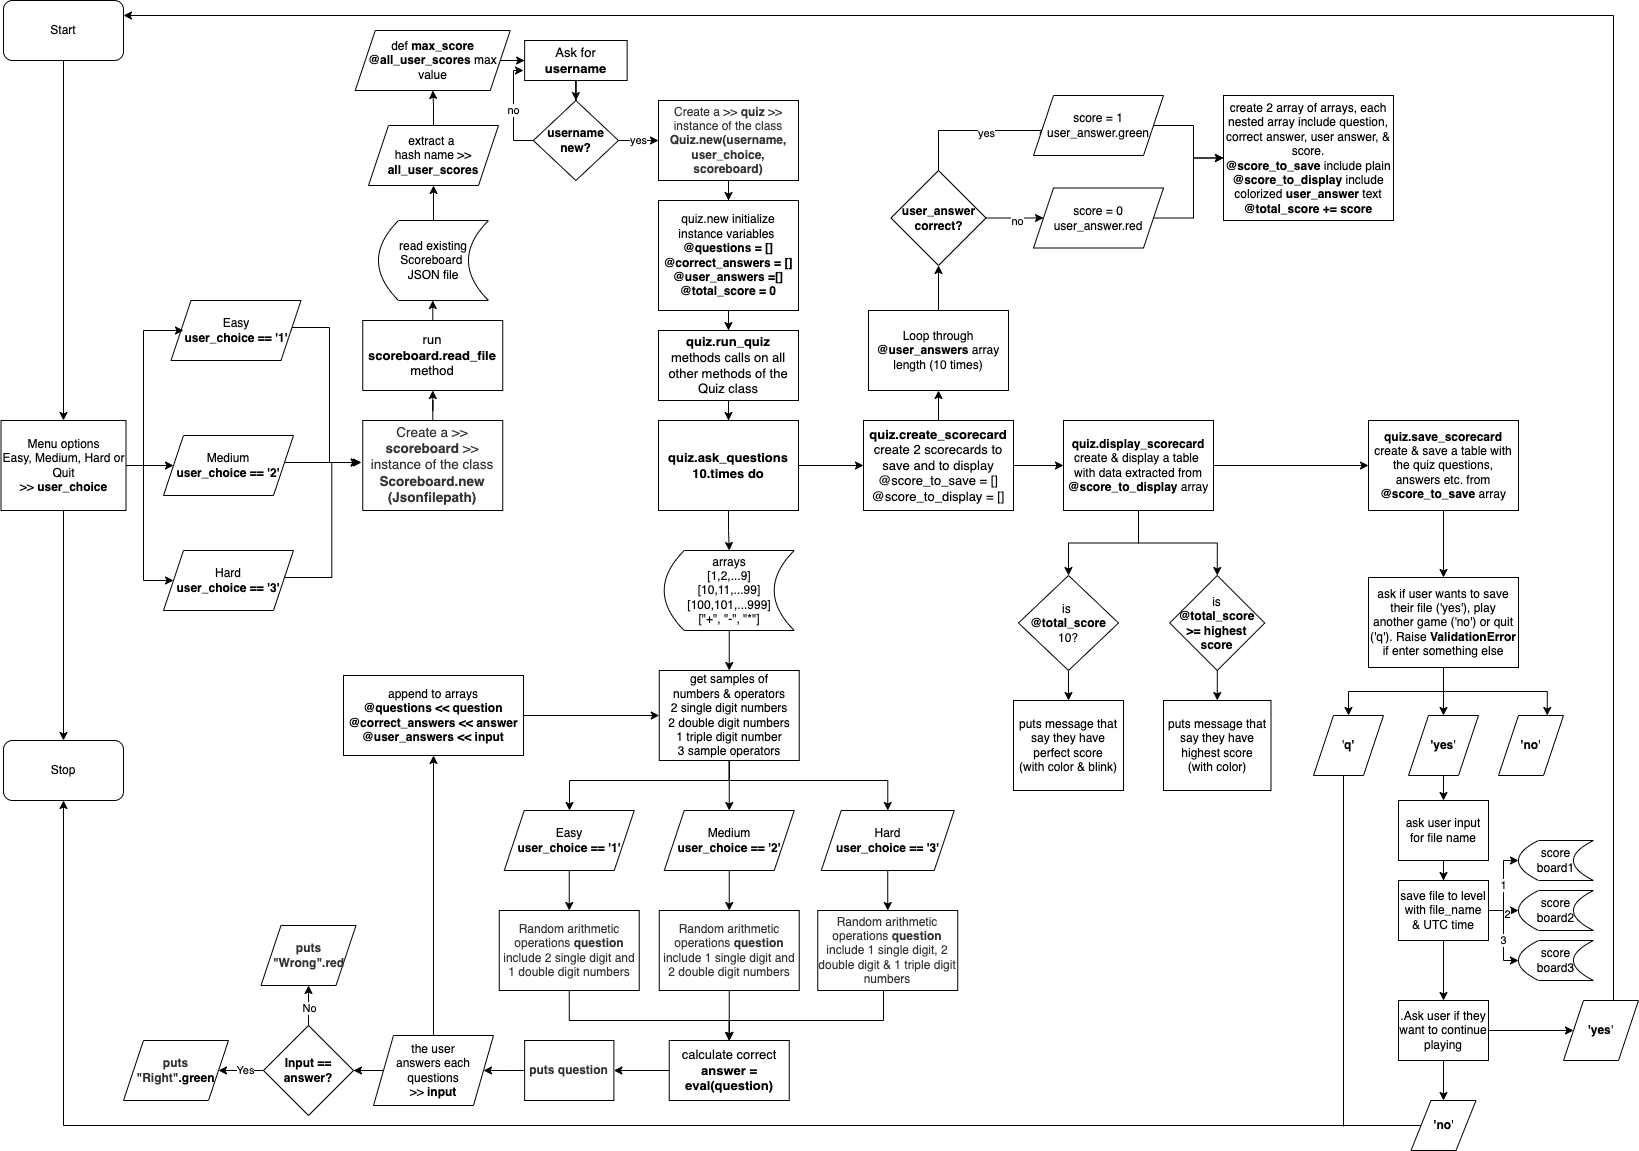 Start
def max_score
@all_user_scores max
value
Ask for
username
no
username
new?
yes
extract a
hash name >>
all_user_scores
read existing
Scoreboard
JSON file
run
scoreboard.read_file
method
Create a >>
scoreboard >>
instance of the class
Scoreboard.new
(Jsonfilepath)
Easy
user_choice == '1'
Medium
user_choice == '2'
Hard
user_choice == '3'
Menu options
Easy, Medium, Hard or
Quit
>> user_choice
Stop
Create a >> quiz >>
instance of the class
Quiz.new(username,
user_choice,
scoreboard)
quiz.new initialize
instance variables
@questions = []
@correct_answers = []
@user_answers =[]
@total_score = 0
quiz.run_quiz
methods calls on all
other methods of the
Quiz class
quiz.ask_questions
10.times do
arrays
[1,2,...9]
[10,11,...99]
[100,101,...999]
["+", "-", "*"]
get samples of
numbers & operators
2 single digit numbers
2 double digit numbers
1 triple digit number
3 sample operators
append to arrays
@questions << question
@correct_answers << answer
@user_answers << input
Easy
user_choice == '1'
Medium
user_choice == '2'
Hard
user_choice == '3'
Random arithmetic
operations question
include 2 single digit and
1 double digit numbers
Random arithmetic
operations question
include 1 single digit and
2 double digit numbers
Random arithmetic
operations question
include 1 single digit, 2
double digit & 1 triple digit
numbers
calculate correct
answer =
eval(question)
puts question
the user
answers each
questions
>> input
Input ==
answer?
No
puts
"Wrong".red
Yes
puts
"Right".green
quiz.create_scorecard
create 2 scorecards to
save and to display
@score_to_save = []
@score_to_display = []
Loop through
@user_answers array
length (10 times)
user_answer
correct?
yes
no
score = 1
user_answer.green
score = 0
user_answer.red
create 2 array of arrays, each
nested array include question,
correct answer, user answer, &
score.
@score_to_save include plain
@score_to_display include
colorized user_answer text
@total_score += score
quiz.display_scorecard
create & display a table
with data extracted from
@score_to_display array
is
@total_score
10?
is
@total_score
>= highest
score
puts message that
say they have
perfect score
(with color & blink)
puts message that
say they have
highest score
(with color)
quiz.save_scorecard
create & save a table with
the quiz questions,
answers etc. from
@score_to_save array
ask if user wants to save
their file ('yes'), play
another game ('no') or quit
('q'). Raise ValidationError
if enter something else
'q'
'yes'
'no'
ask user input
for file name
save file to level
with file_name
& UTC time
1
2
3
score
board1
score
board2
score
board3
.Ask user if they
want to continue
playing
'yes'
'no'